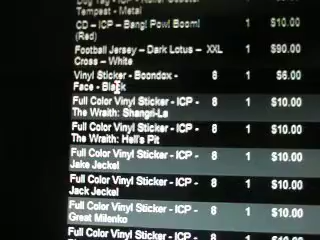 Tempest - Metal
CD – ICP – Bang! Pow! Boom! 1 $10.00
(Red)
Football Jersey – Dark Lotus – XXL 1 $90.00
Cross – White
Vinyl Sticker - Boondox - 8 1 $6.00
Face - Black
Full Color Vinyl Sticker - ICP - 8 1 $10.00
The Wraith: Shangri-La
Full Color Vinyl Sticker - ICP - 8 1 $10.00
The Wraith: Hell's Pit
Full Color Vinyl Sticker - ICP - 8 1 $10.00
Jake Jeckel
Full Color Vinyl Sticker - ICP - 8 1 $10.00
Jack Jeckel
Full Color Vinyl Sticker - ICP - 8 1 $10.00
Great Milenko
Full Color Vinyl Sticker - ICP - 8 1 $10.00